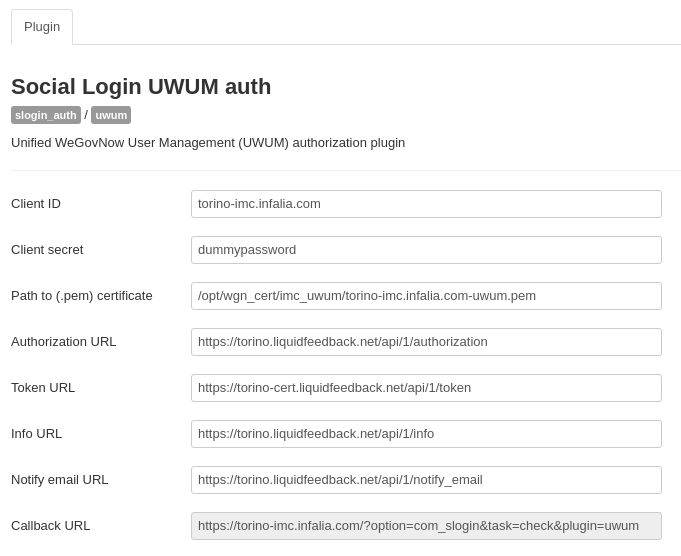 Plugin
Social Login UWUM auth
slogin_auth / uwum
Unified WeGovNow User Management (UWUM) authorization plugin
Client ID torino-imc.infalia.com
Client secret dummypassword
Path to (.pem) certificate /opt/wgn_cert/imc_uwum/torino-imc.infalia.com-uwum.pem
Authorization URL https://torino.liquidfeedback.net/api/1/authorization
Token URL https://torino-cert.liquidfeedback.net/api/1/token
Info URL https://torino.liquidfeedback.net/api/1/info
Notify email URL https://torino.liquidfeedback.net/api/1/notify_email
Callback URL https://torino-imc.infalia.com/?option=com_slogin&task=check&plugin=uwum